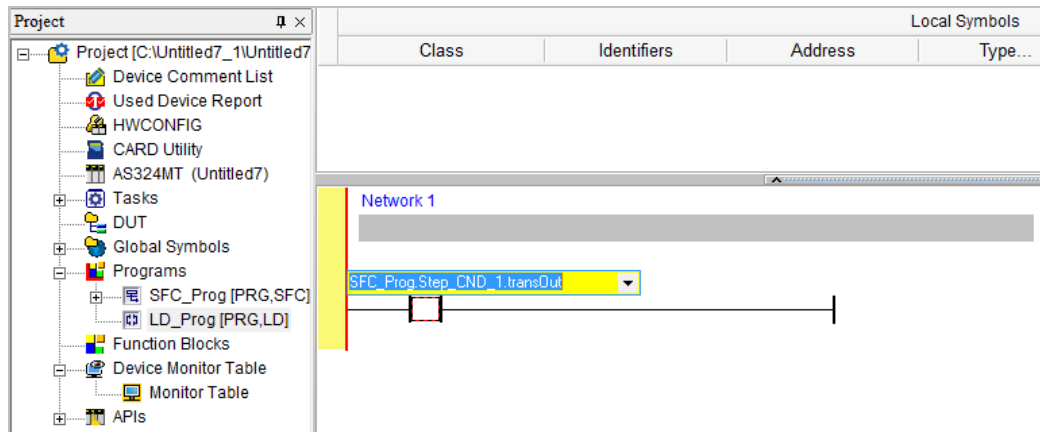 Project
Project [C:\Untitled7_1\Untitled7
Device Comment List
Used Device Report
HWCONFIG
CARD Utility
AS324MT (Untitled7)
Tasks
DUT
Global Symbols
Programs
SFC_Prog [PRG,SFC]
LD_Prog [PRG,LD]
Function Blocks
Device Monitor Table
Monitor Table
APIs
Local Symbols
Class Identifiers Address Type...
Network 1
SFC_Prog.Step_CND_1.transOut